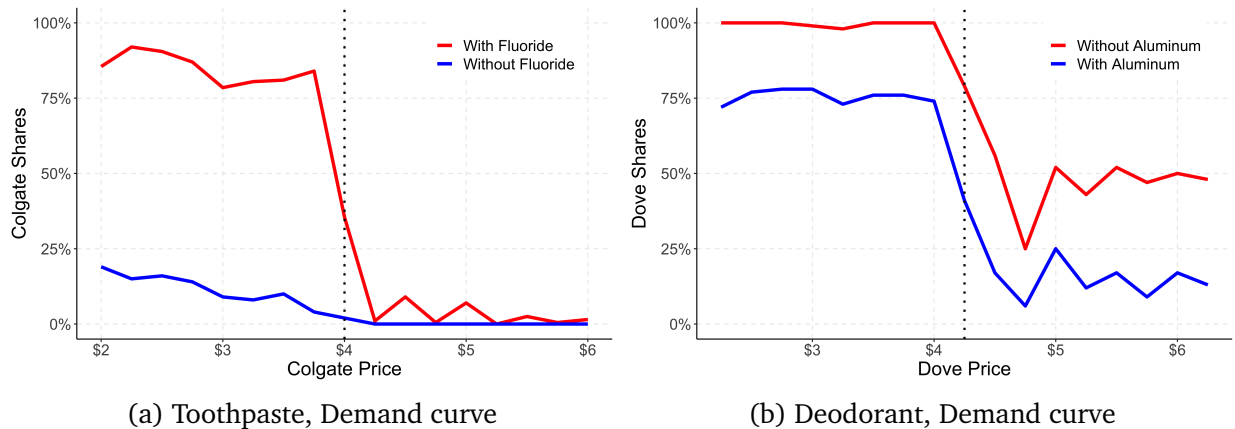 100%
75%
50%
25%
0%
Colgate Shares
With Fluoride
Without Fluoride
$2
$3
$4
$5
$6
Colgate Price
(a) Toothpaste, Demand curve
100%
75%
50%
25%
0%
Dove Shares
Without Aluminum
With Aluminum
$3
$4
$5
$6
Dove Price
(b) Deodorant, Demand curve